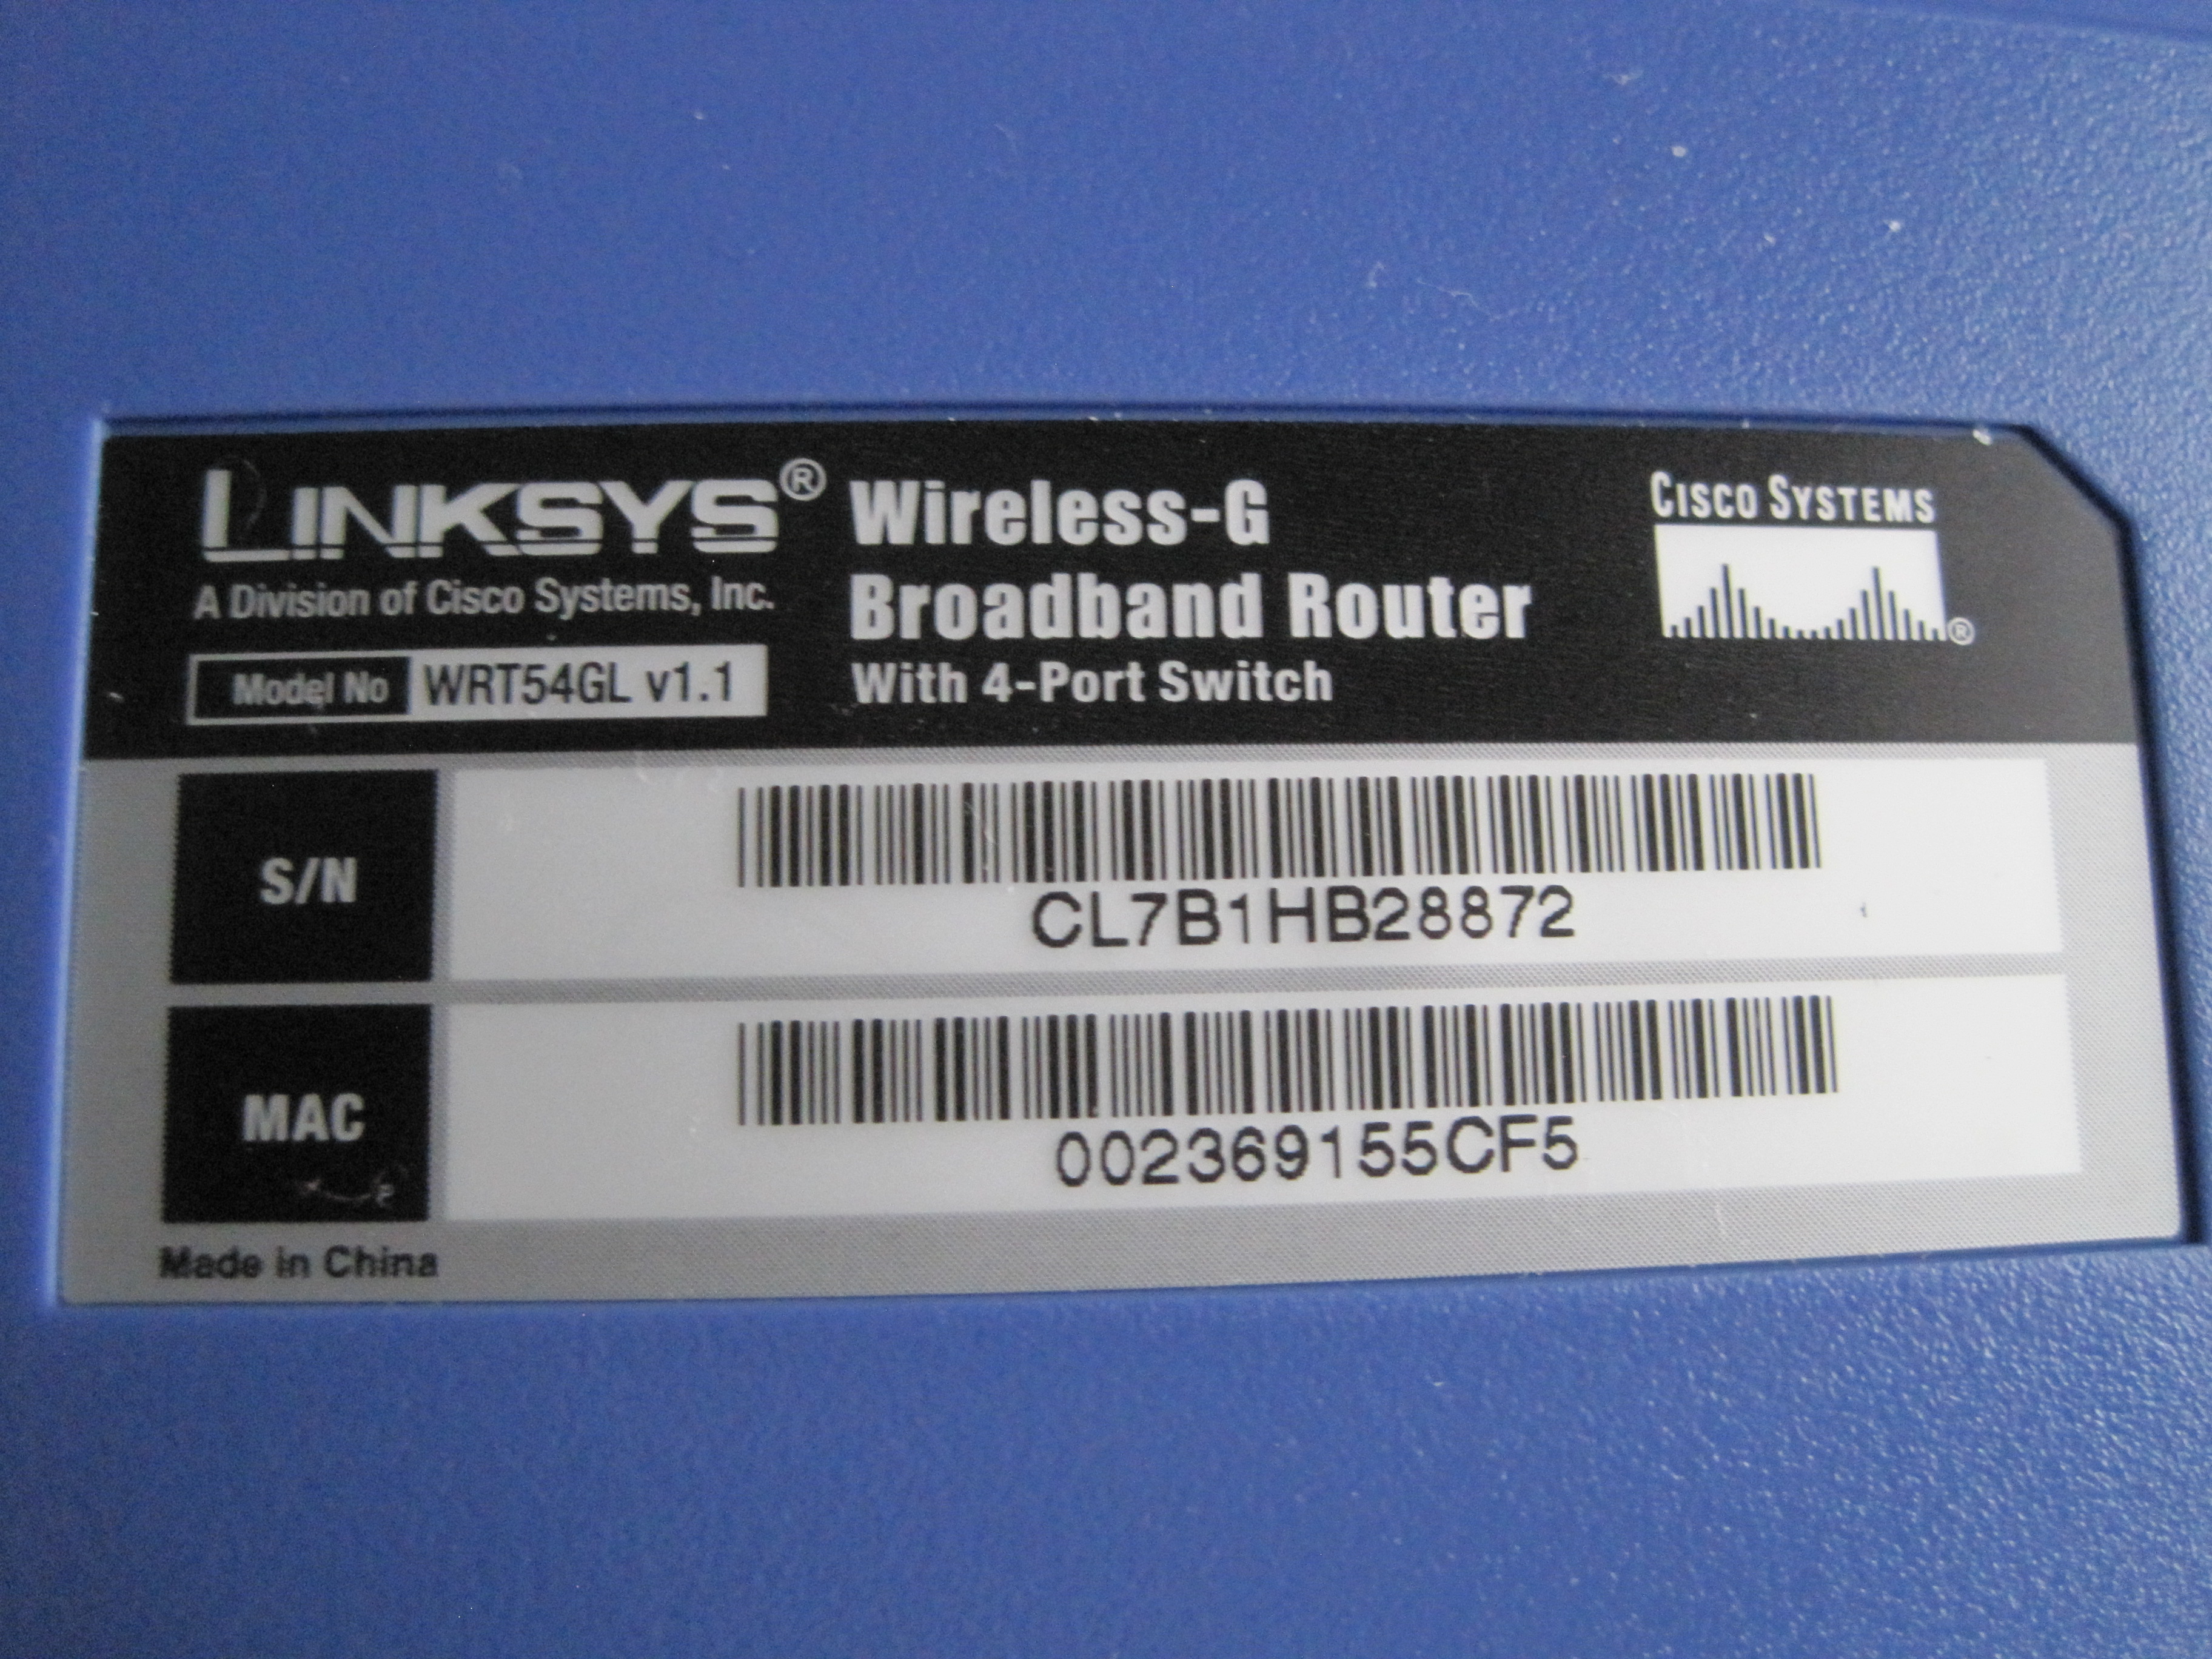 LINKSYS®
A Division of Cisco Systems, Inc.
Model No WRT54GL v1.1
Wireless-G
Broadband Router
With 4-Port Switch
CISCO SYSTEMS
®
S/N
CL7B1HB28872
MAC
002369155CF5
Made in China